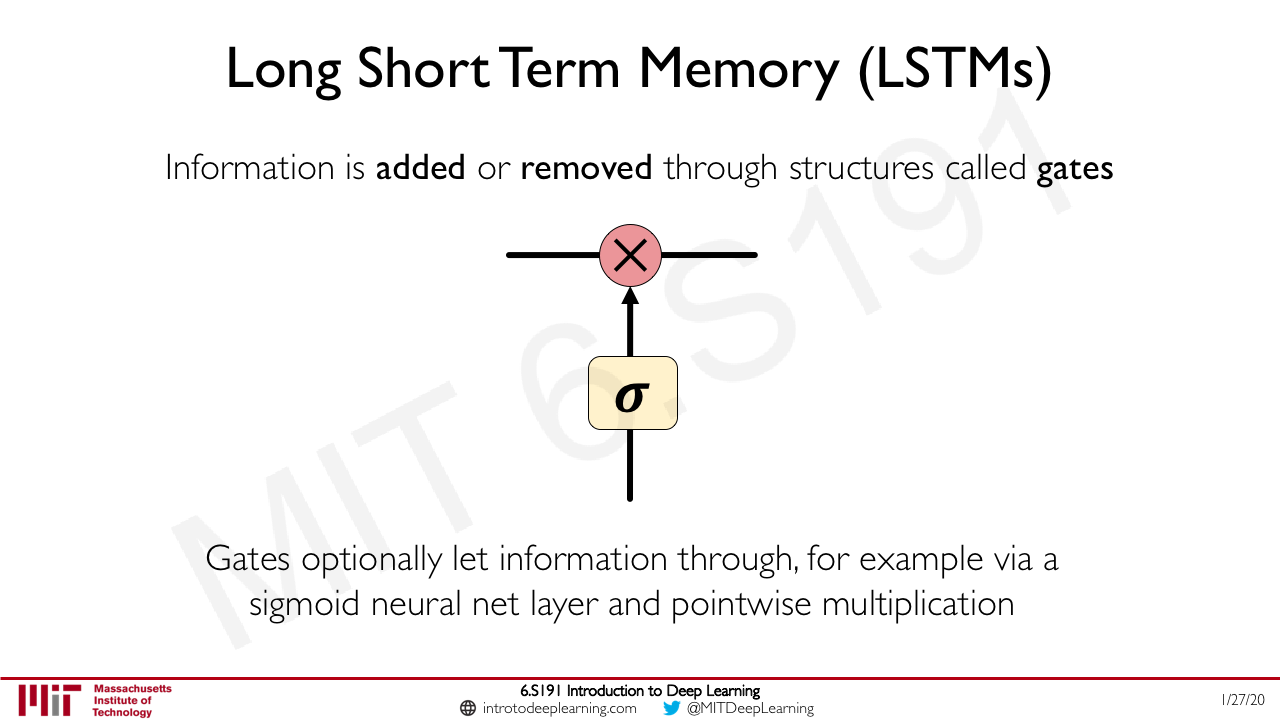 Long Short Term Memory (LSTMs)
Information is added or removed through structures called gates
×
σ
Gates optionally let information through, for example via a
sigmoid neural net layer and pointwise multiplication
MIT 6.S191
Massachusetts
Institute of
Technology
6.S191 Introduction to Deep Learning
introtodeeplearning.com @MITDeepLearning
1/27/20